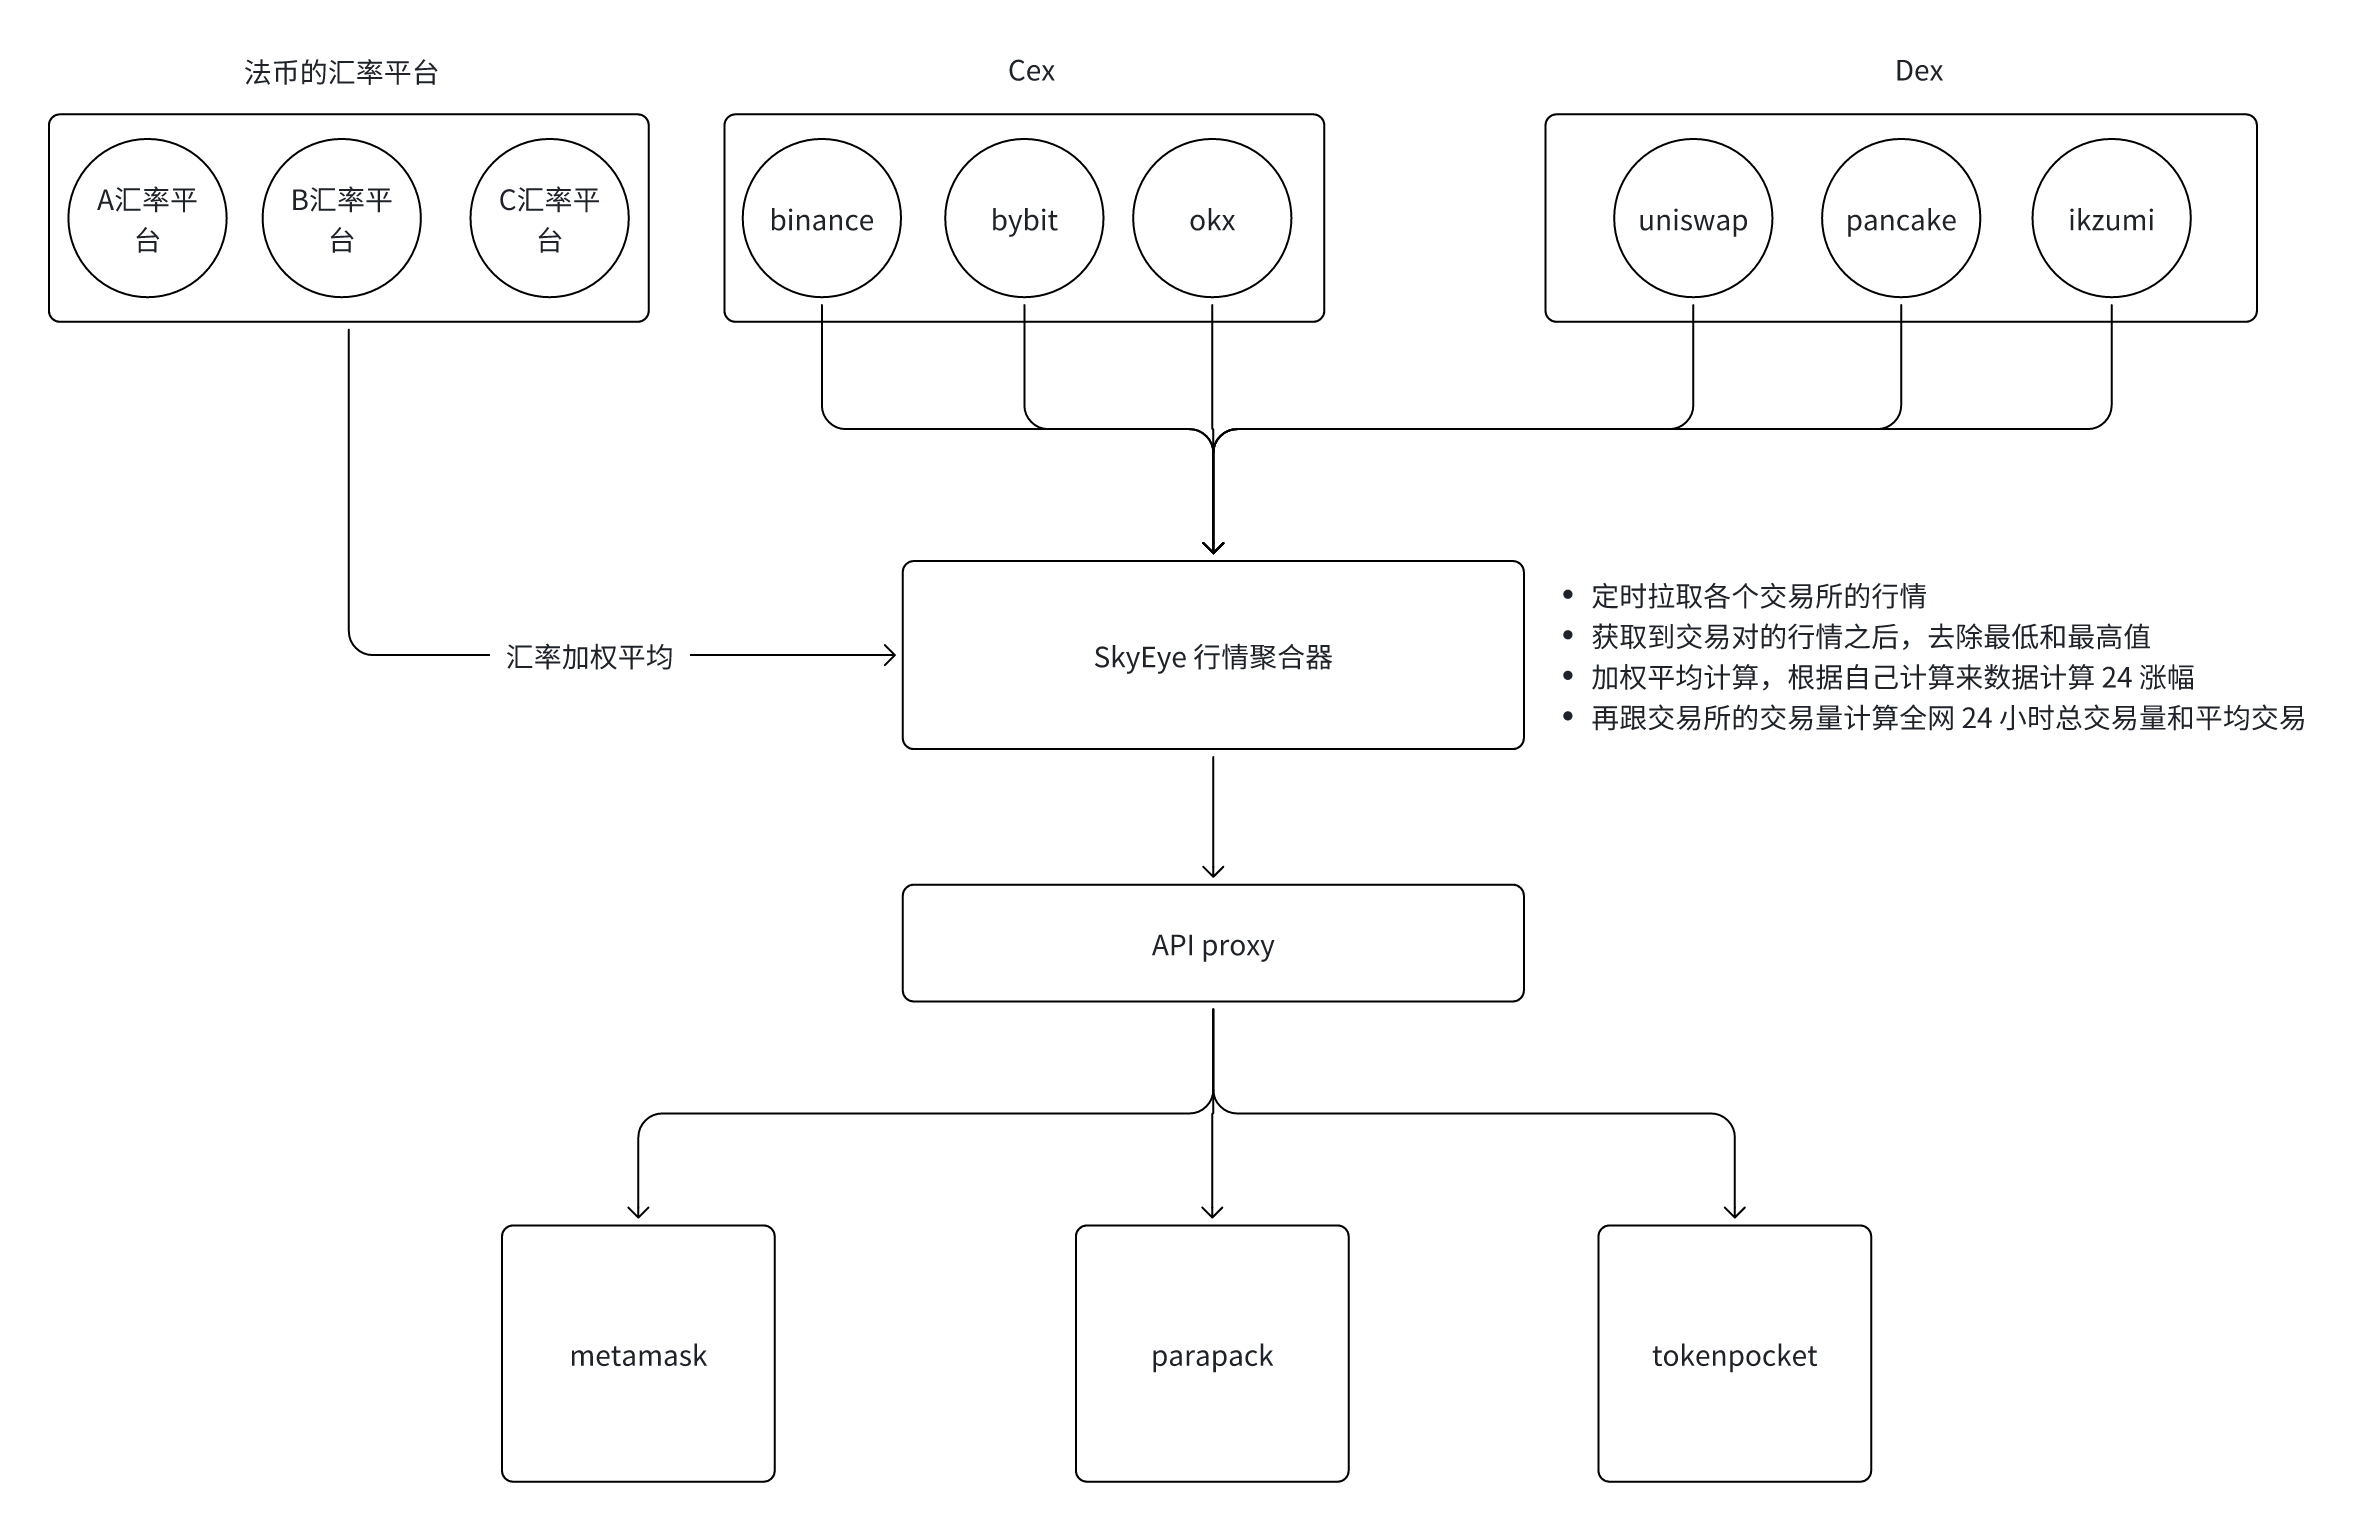 法币的汇率平台
Cex
Dex
A汇率平
台
B汇率平
台
C汇率平
台
binance
bybit
okx
uniswap
pancake
ikzumi
汇率加权平均
SkyEye 行情聚合器
• 定时拉取各个交易所的行情
• 获取到交易对的行情之后，去除最低和最高值
• 加权平均计算，根据自己计算来数据计算 24 涨幅
• 再跟交易所的交易量计算全网 24 小时总交易量和平均交易
API proxy
metamask
parapack
tokenpocket